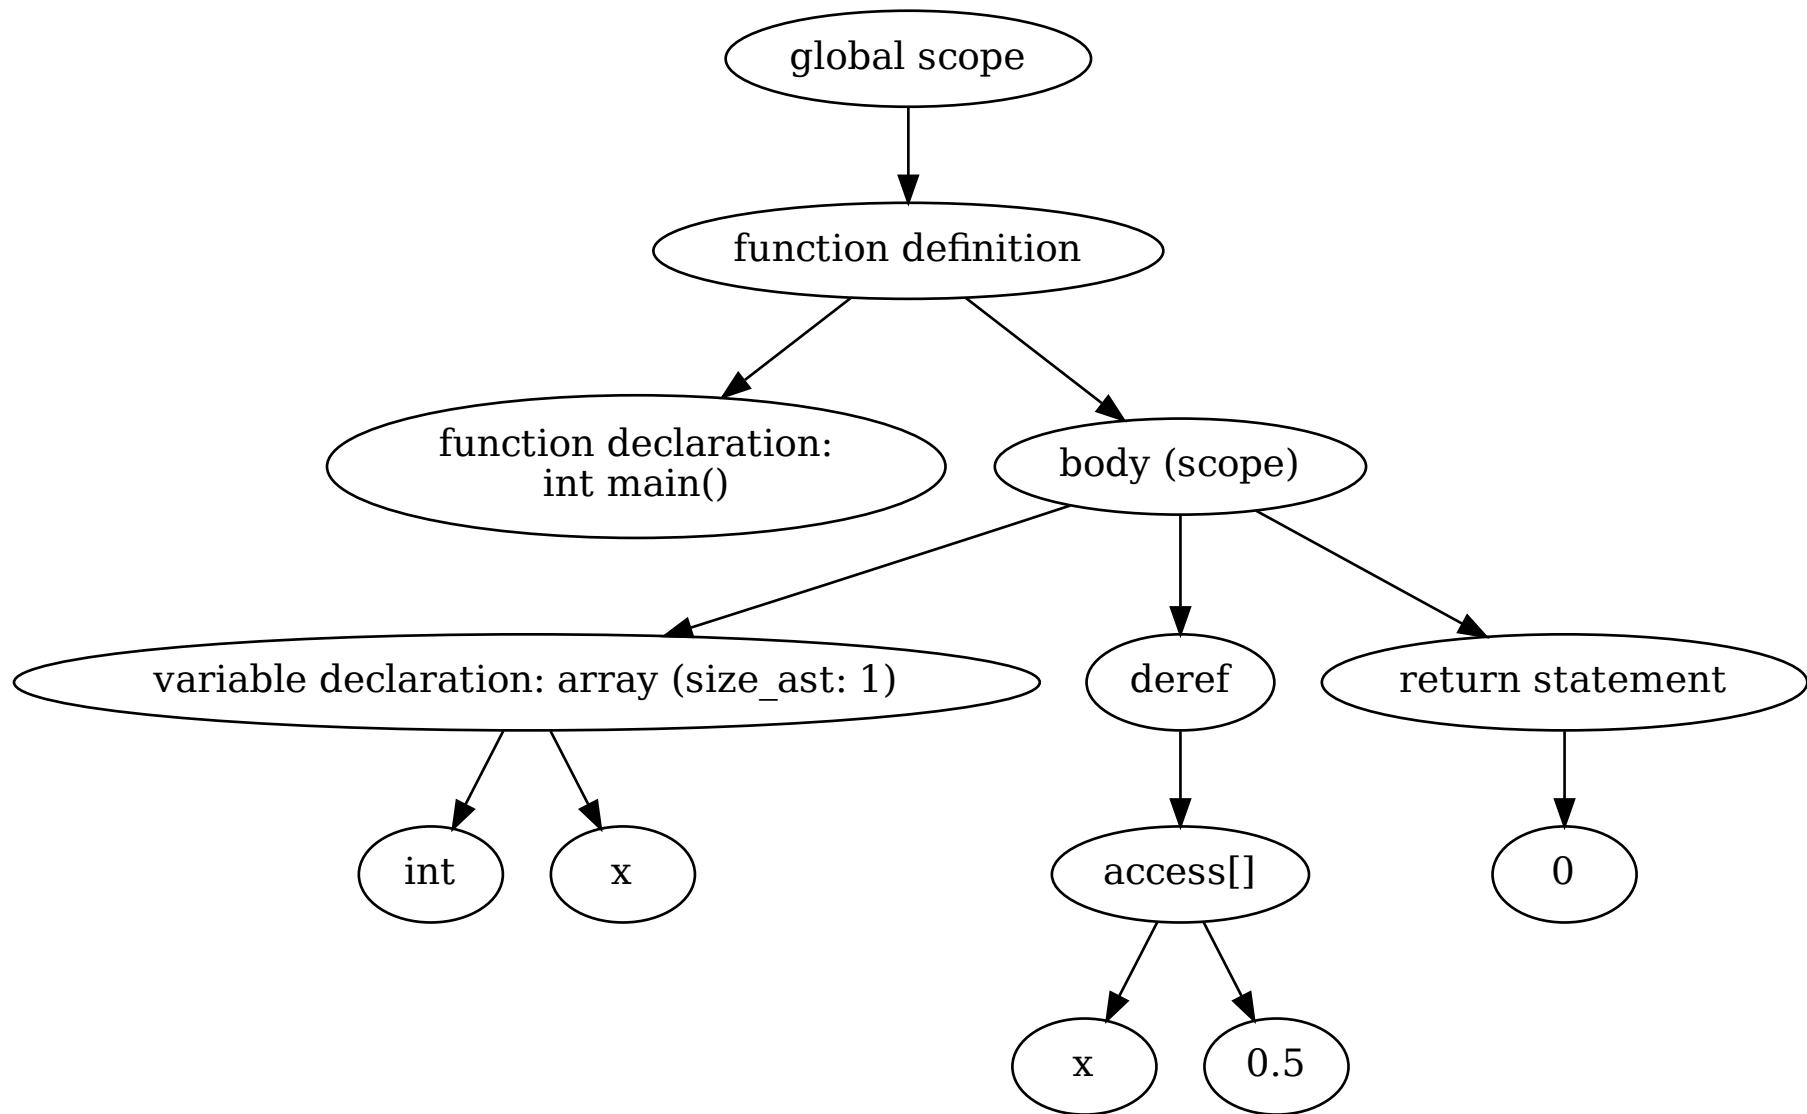 global scope
function definition
function declaration:
int main()
body (scope)
variable declaration: array (size_ast: 1)
deref
return statement
int
x
access[]
0
x
0.5